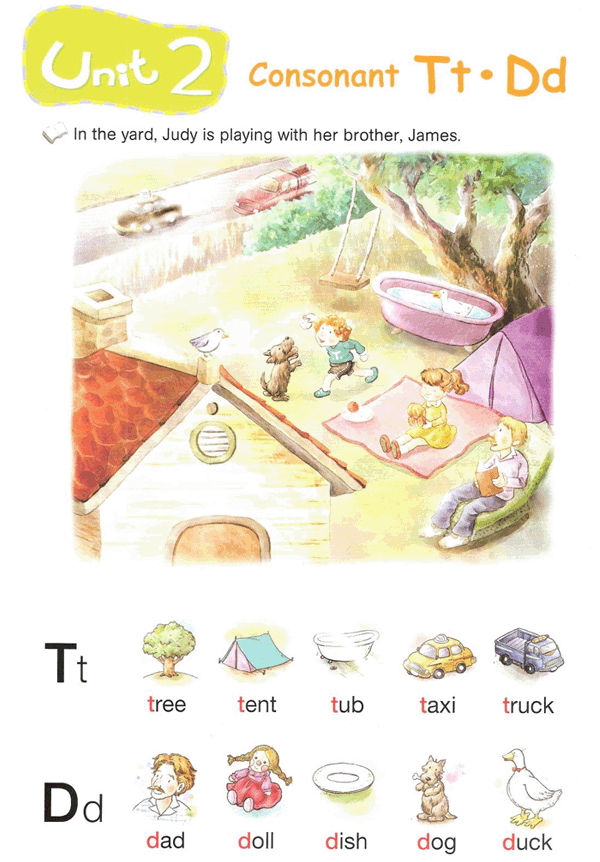 Unit 2
Consonant Tt • Dd
In the yard, Judy is playing with her brother, James.
Tt
tree tent tub taxi truck
Dd
dad doll dish dog duck